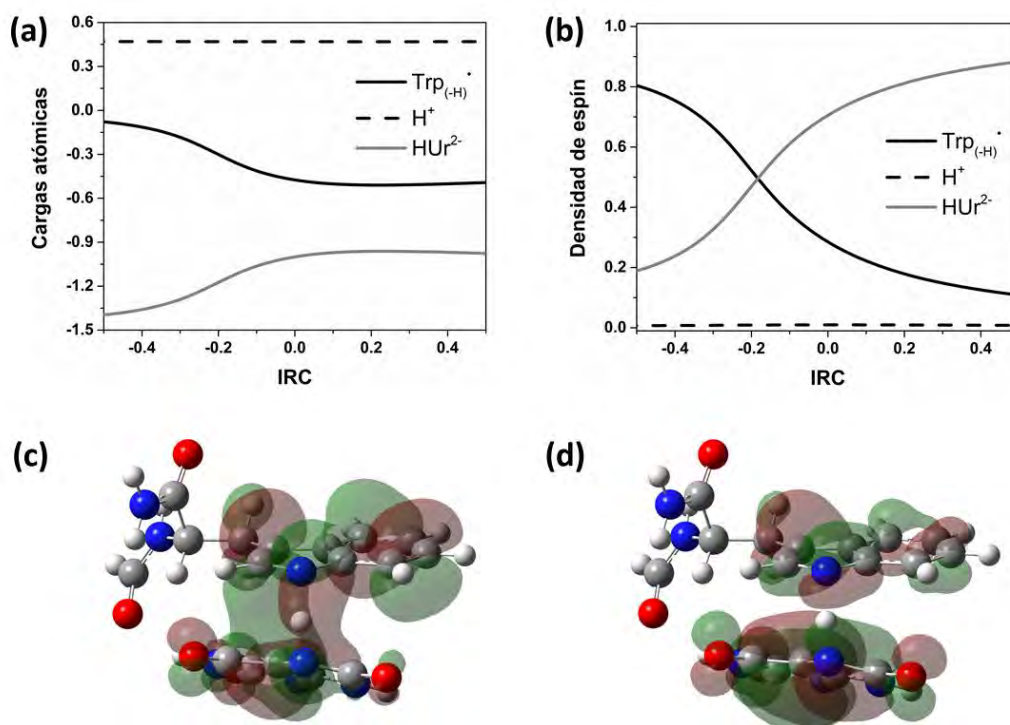 (a)
Cargas atómicas
0.6
0.3
0.0
-0.3
-0.6
-0.9
-1.2
-1.5
Trp(-H)•
H+
HUr2-
-0.4
-0.2
0.0
0.2
0.4
IRC
(b)
Densidad de espín
1.0
0.8
0.6
0.4
0.2
0.0
Trp(-H)•
H+
HUr2-
-0.4
-0.2
0.0
0.2
0.4
IRC
(c)
(d)